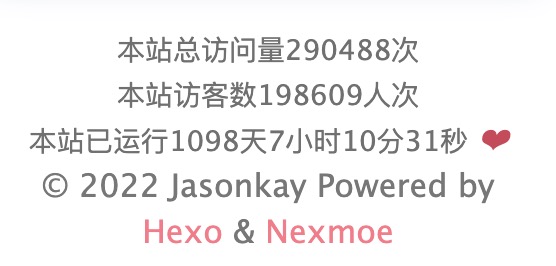 本站总访问量290488次
本站访客数198609人次
本站已运行1098天7小时10分31秒 ❤
© 2022 Jasonkay Powered by
Hexo & Nexmoe